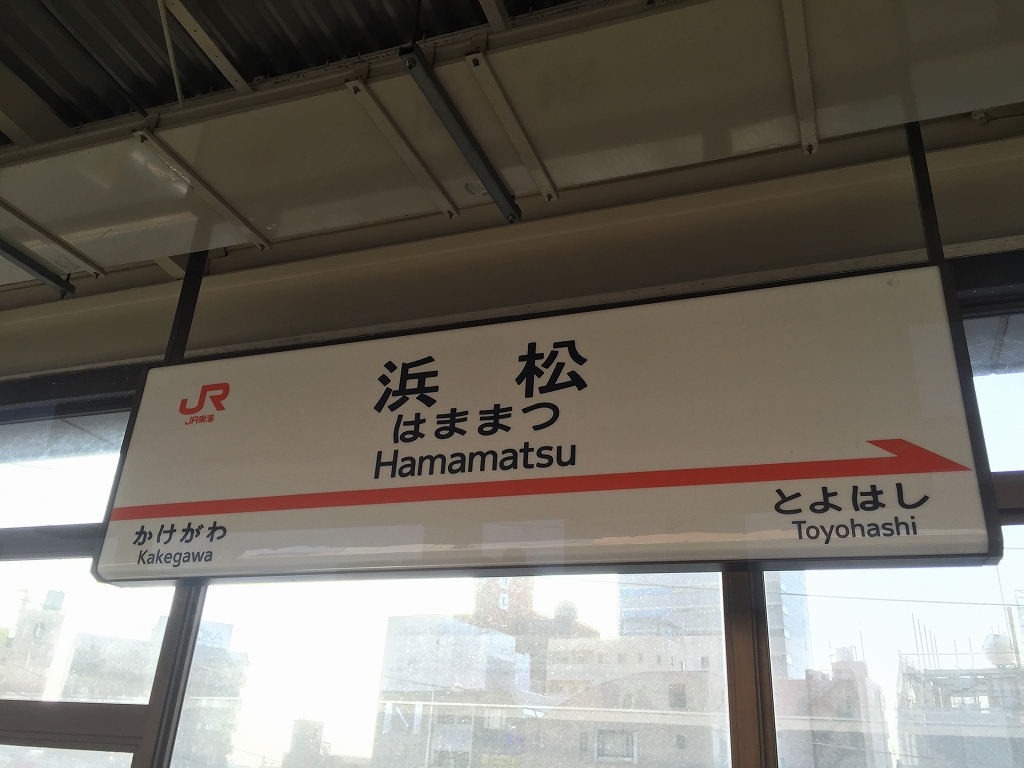 JR
JR東海
浜松
はままつ
Hamamatsu
かけがわ
Kakegawa
とよはし
Toyohashi